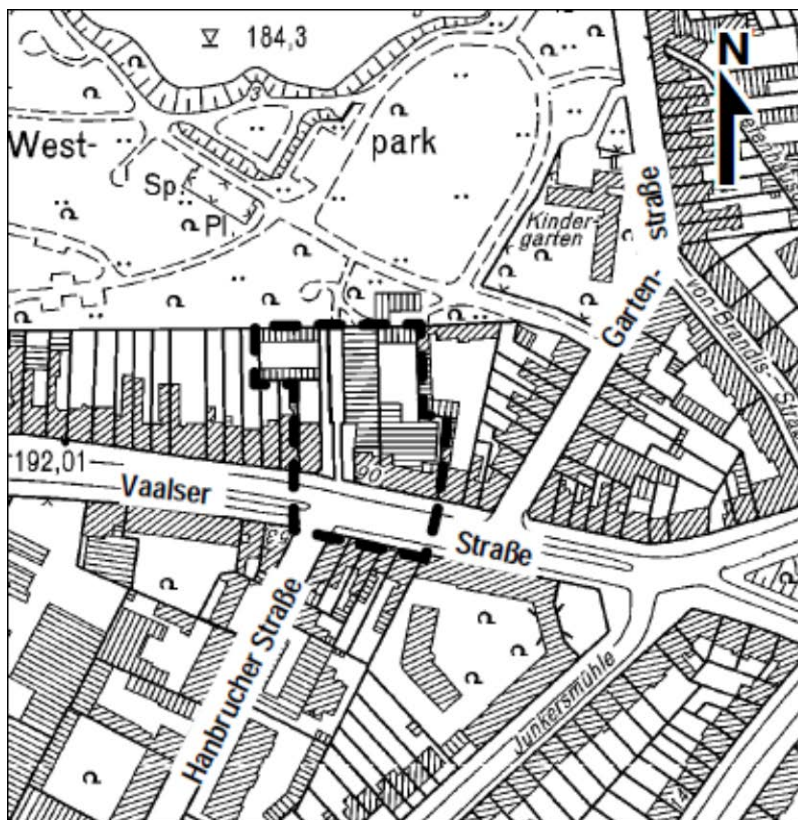 184,3
N
West-
park
Sp.
Pl.
Kinder-
garten
Garten-
straße
von-Brandis-
192,01
Vaalser
Straße
Hanbrucher Straße
Junkersmühle